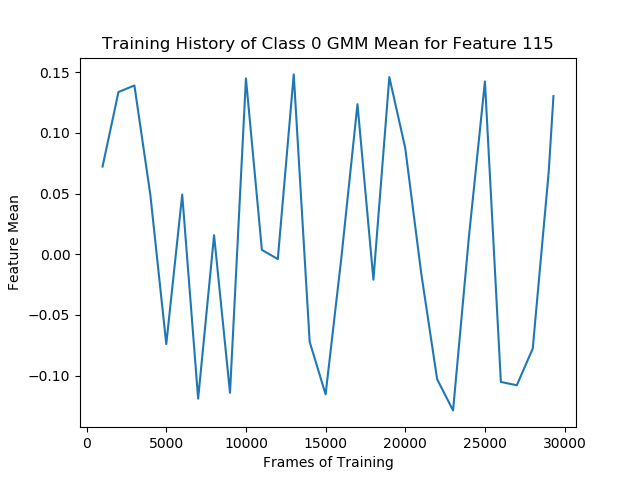 Training History of Class 0 GMM Mean for Feature 115
0.15
0.10
0.05
0.00
−0.05
−0.10
Feature Mean
0 5000 10000 15000 20000 25000 30000
Frames of Training